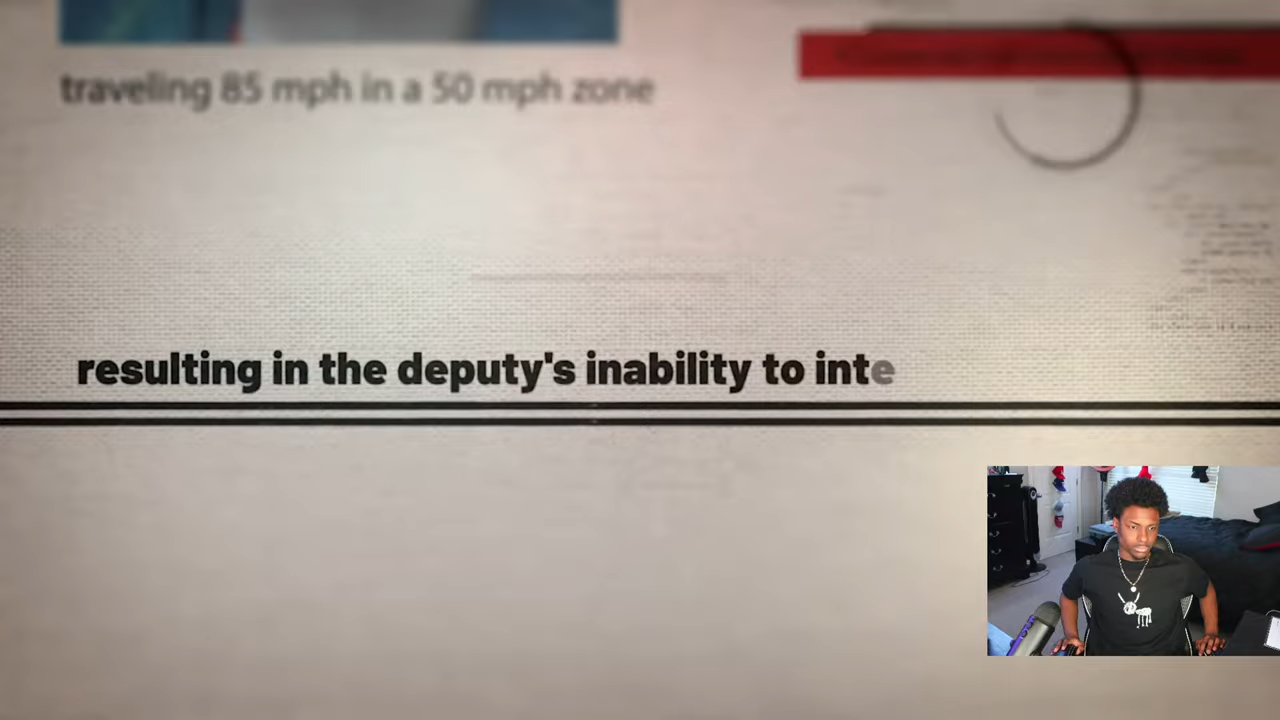 traveling 85 mph in a 50 mph zone
resulting in the deputy's inability to inte